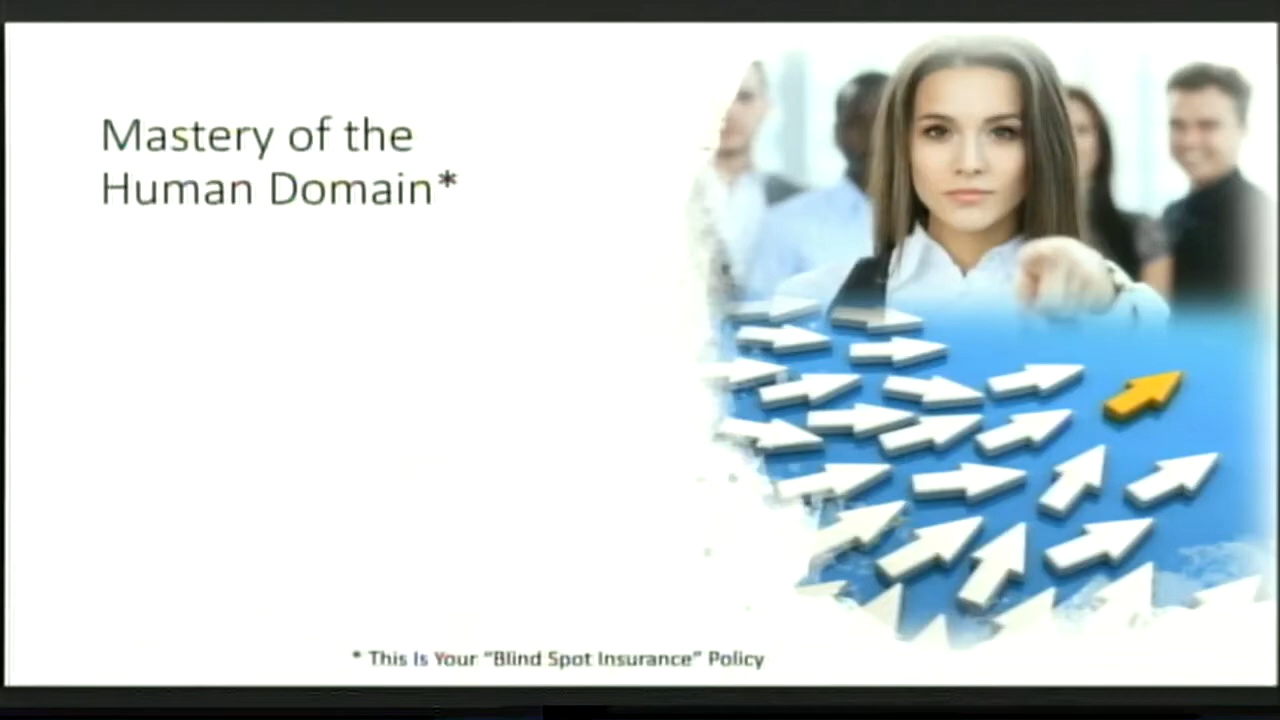 Mastery of the
Human Domain*
* This Is Your “Blind Spot Insurance” Policy